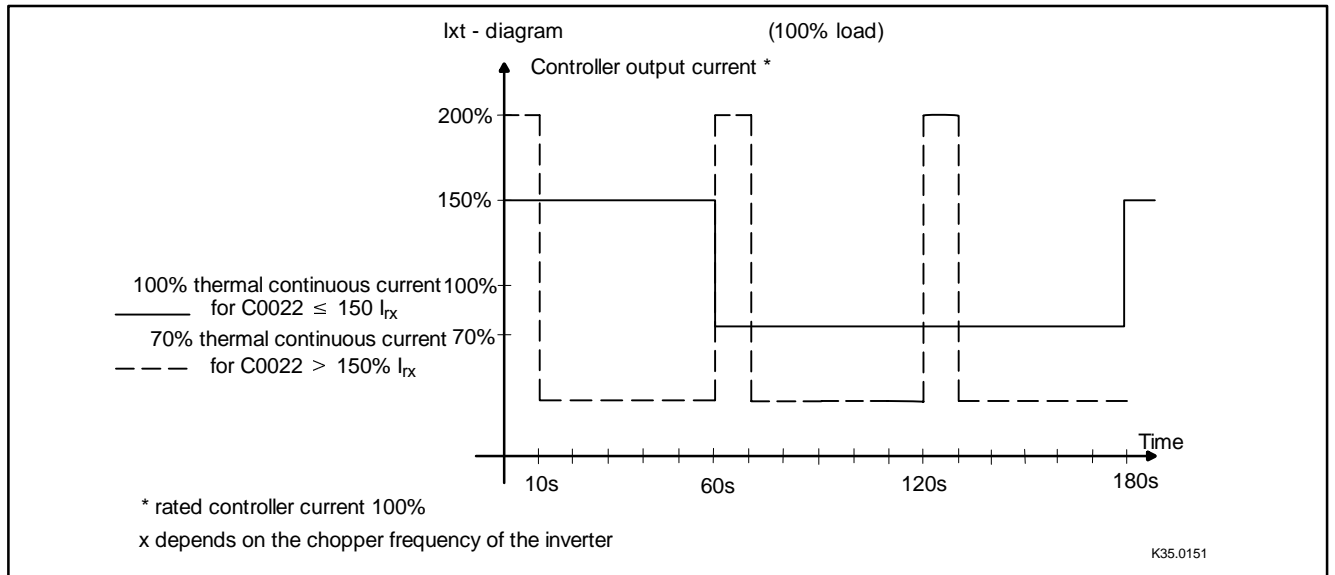 Ixt - diagram (100% load)
Controller output current *
200%
150%
100% thermal continuous current 100%
for C0022 ≤ 150 Irx
70% thermal continuous current 70%
for C0022 > 150% Irx
Time
10s 60s 120s 180s
* rated controller current 100%
x depends on the chopper frequency of the inverter
K35.0151